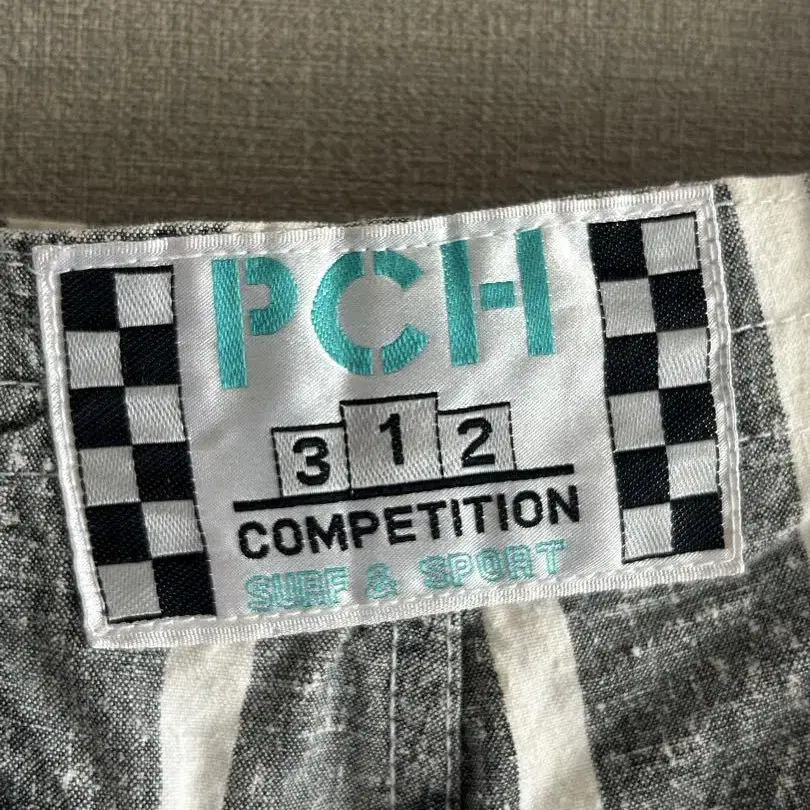 PCH
3 1 2
COMPETITION
SURF & SPORT